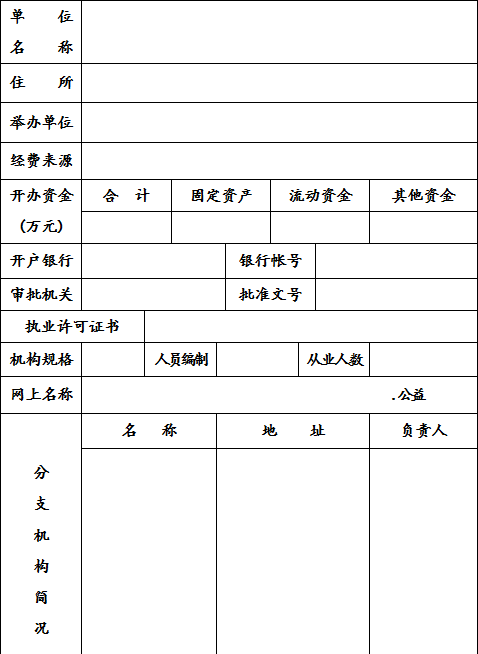 单 位
名 称
住 所
举办单位
经费来源
开办资金
(万元)
合 计 固定资产 流动资金 其他资金
开户银行 银行帐号
审批机关 批准文号
执业许可证书
机构规格 人员编制 从业人数
网上名称 .公益
分支机构简况
名 称 地 址 负责人